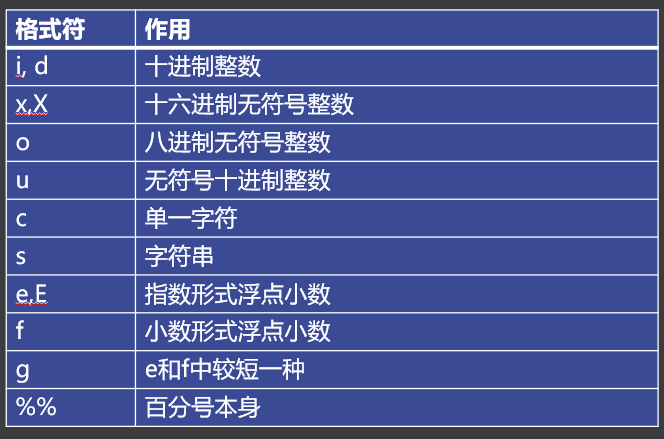 格式符 作用
i, d 十进制整数
x,X 十六进制无符号整数
o 八进制无符号整数
u 无符号十进制整数
c 单一字符
s 字符串
e,E 指数形式浮点小数
f 小数形式浮点小数
g e和f中较短一种
%% 百分号本身